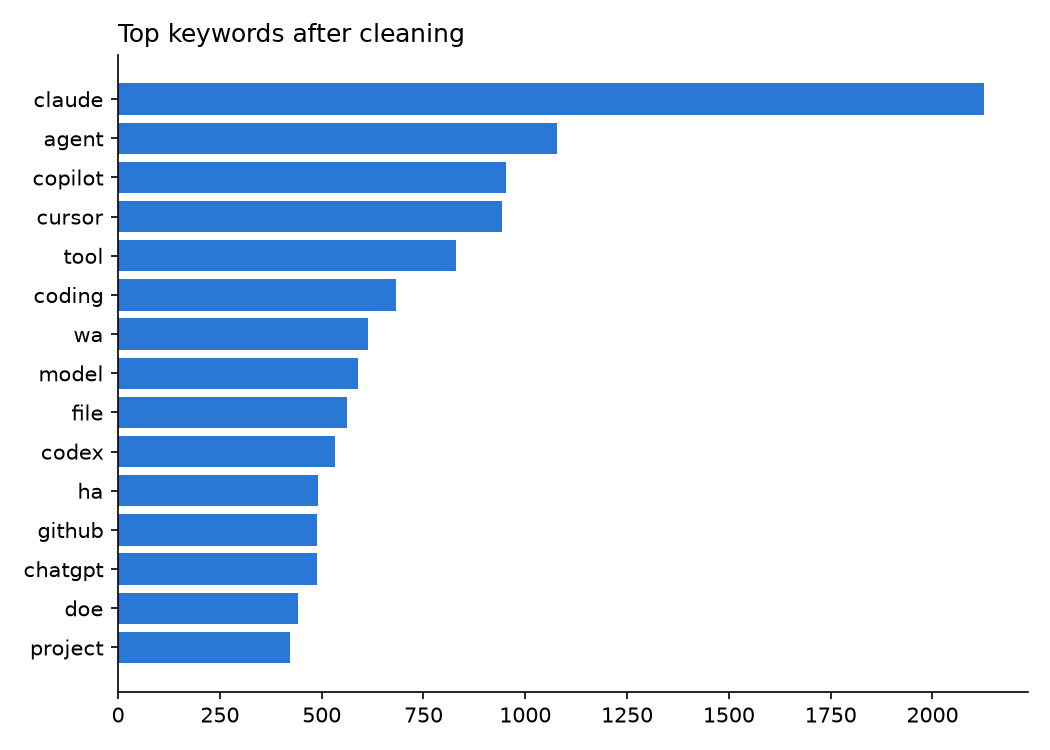 Top keywords after cleaning
claude
agent
copilot
cursor
tool
coding
wa
model
file
codex
ha
github
chatgpt
doe
project
0 250 500 750 1000 1250 1500 1750 2000